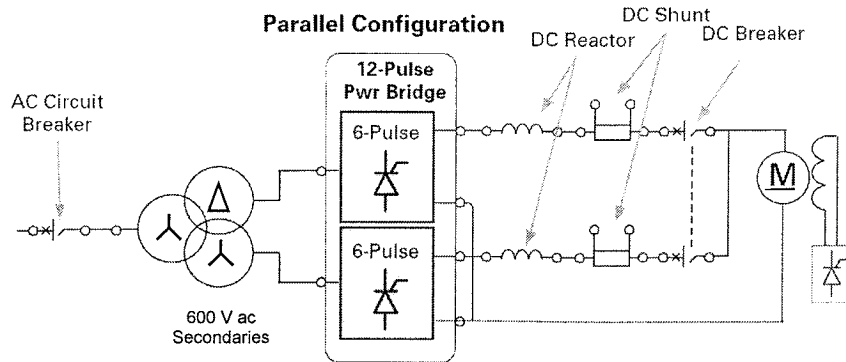 Parallel Configuration
DC Shunt
DC Reactor
DC Breaker
12-Pulse
Pwr Bridge
AC Circuit
Breaker
6-Pulse
6-Pulse
M
600 V ac
Secondaries